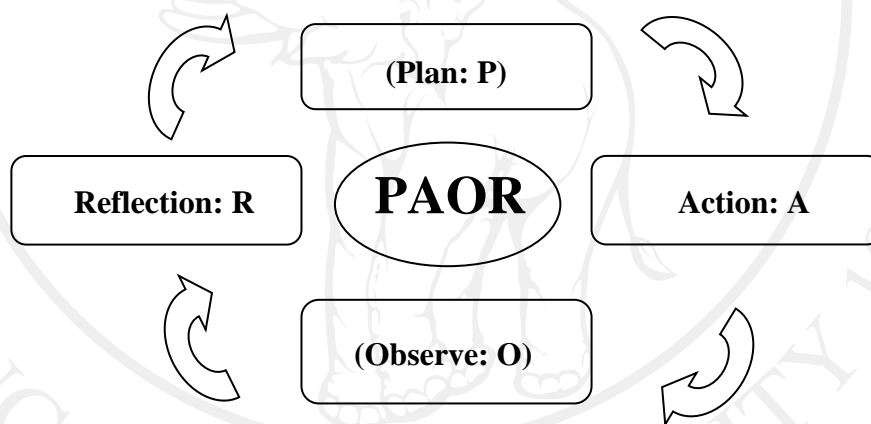 (Plan: P)
Reflection: R
PAOR
Action: A
(Observe: O)